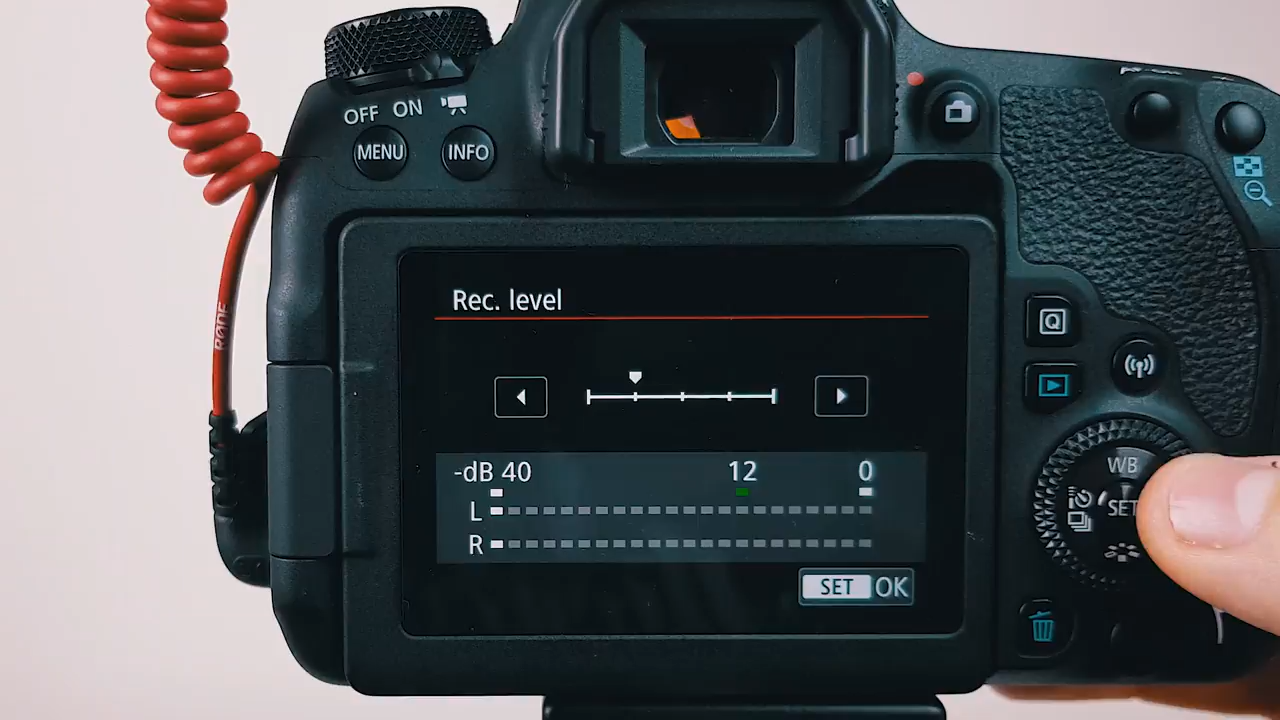 OFF ON
MENU INFO
RØDE
Rec. level
Q
-dB 40 12 0
L
R
SET OK
WB
SET